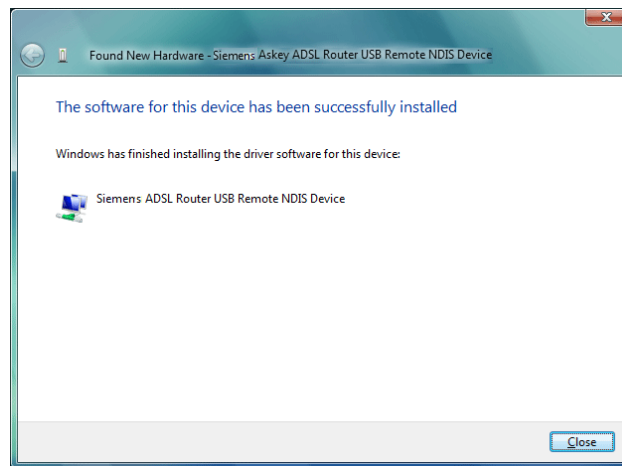 Found New Hardware - Siemens Askey ADSL Router USB Remote NDIS Device
The software for this device has been successfully installed
Windows has finished installing the driver software for this device:
Siemens ADSL Router USB Remote NDIS Device
Close